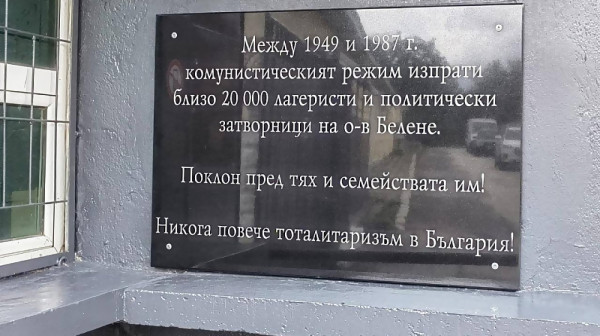 Между 1949 и 1987 г.
комунистическият режим изпрати
близо 20 000 лагеристи и политически
затворници на о-в Белене.
Поклон пред тях и семействата им!
Никога повече тоталитаризъм в България!